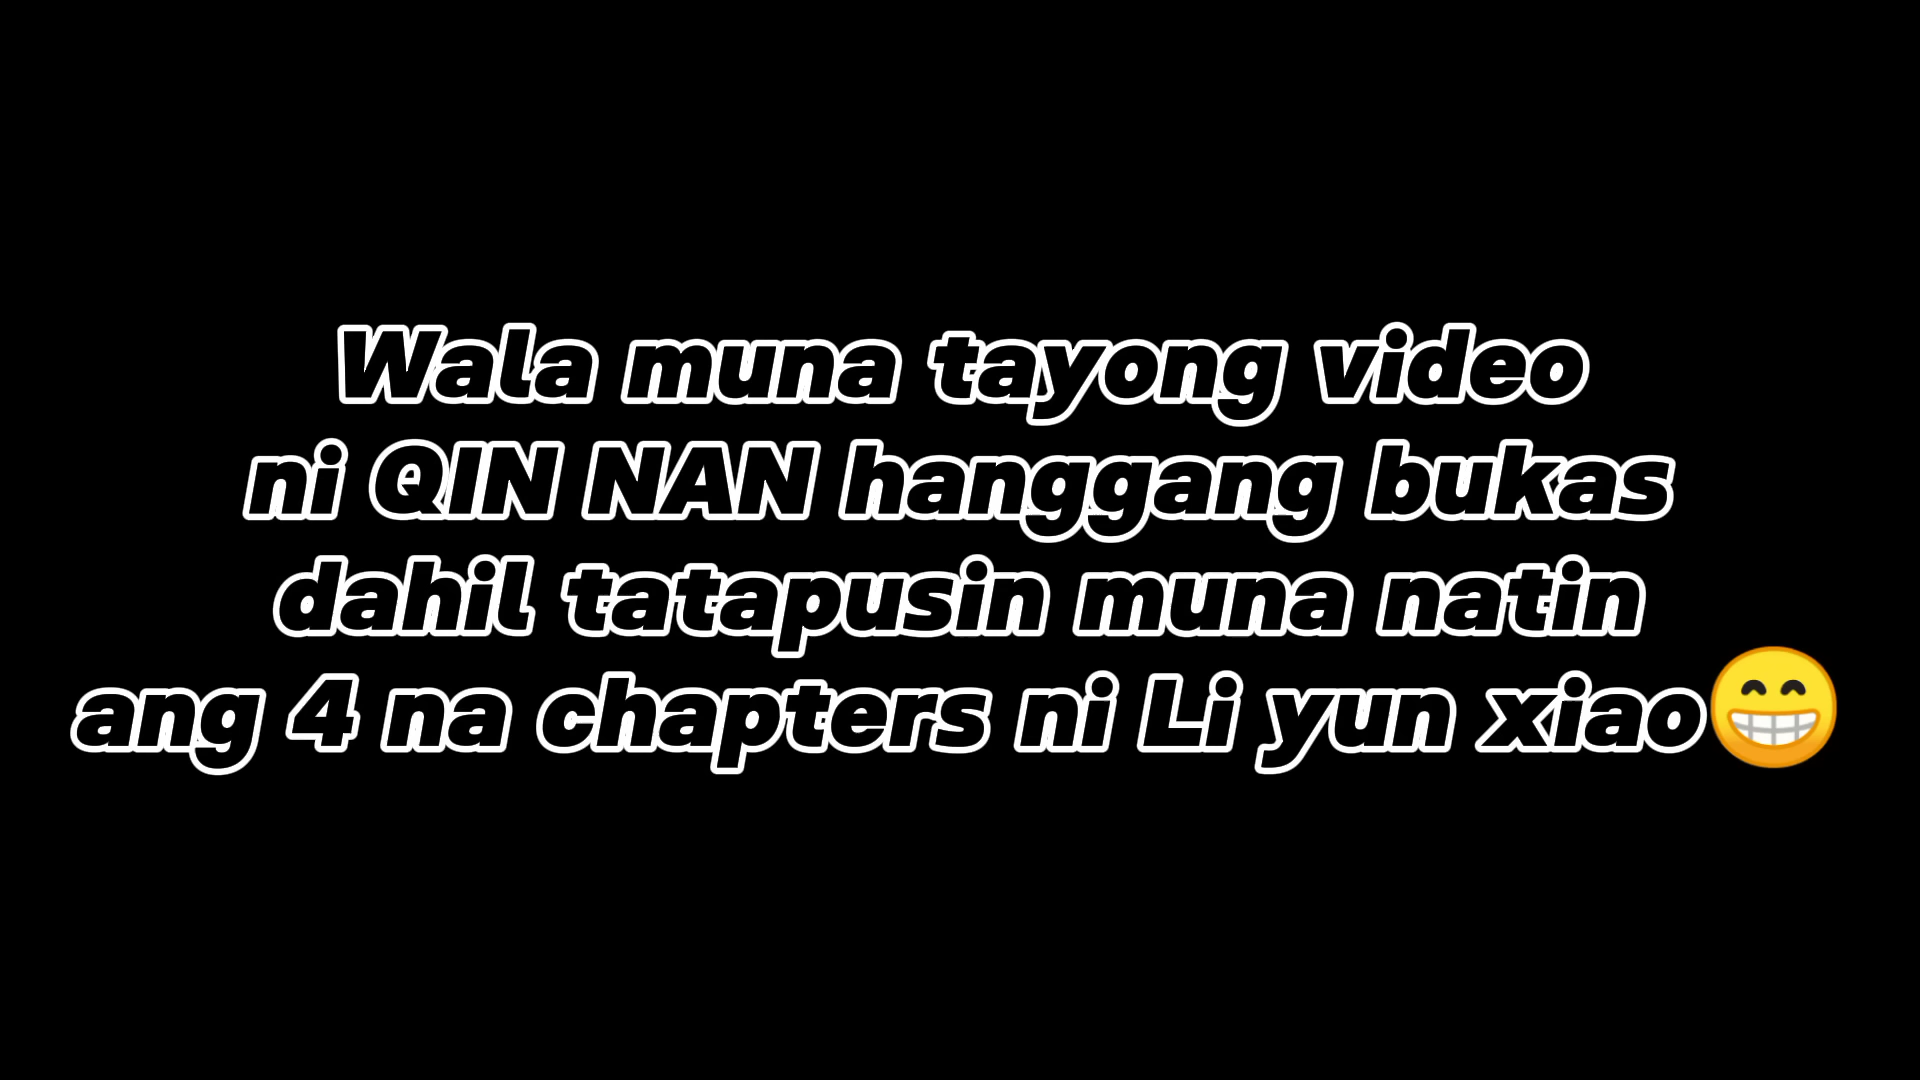 Wala muna tayong video
ni QIN NAN hanggang bukas
dahil tatapusin muna natin
ang 4 na chapters ni Li yun xiao😁